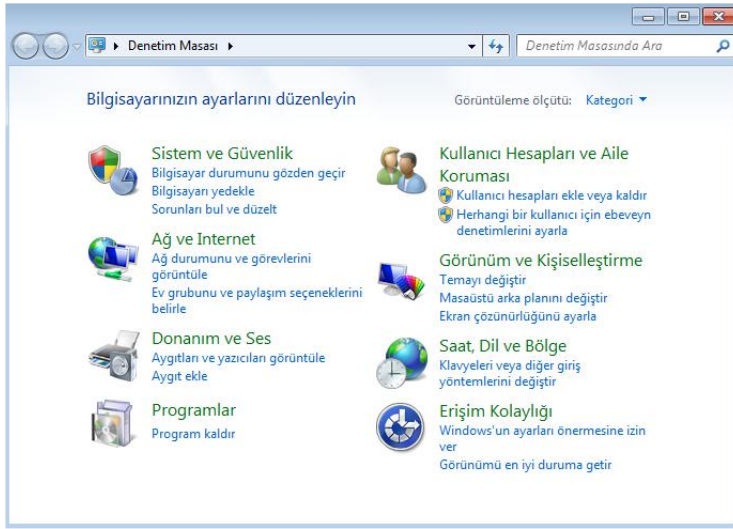 Denetim Masası
Denetim Masasında Ara
Bilgisayarınızın ayarlarını düzenleyin
Görüntüleme ölçütü: Kategori
Sistem ve Güvenlik
Bilgisayar durumunu gözden geçir
Bilgisayarı yedekle
Sorunları bul ve düzelt
Ağ ve Internet
Ağ durumunu ve görevlerini
görüntüle
Ev grubunu ve paylaşım seçeneklerini
belirle
Donanım ve Ses
Aygıtları ve yazıcıları görüntüle
Aygıt ekle
Programlar
Program kaldır
Kullanıcı Hesapları ve Aile
Koruması
Kullanıcı hesapları ekle veya kaldır
Herhangi bir kullanıcı için ebeveyn
denetimlerini ayarla
Görünüm ve Kişiselleştirme
Temayı değiştir
Masaüstü arka planını değiştir
Ekran çözünürlüğünü ayarla
Saat, Dil ve Bölge
Klavyeleri veya diğer giriş
yöntemlerini değiştir
Erişim Kolaylığı
Windows'un ayarları önermesine izin
ver
Görünümü en iyi duruma getir